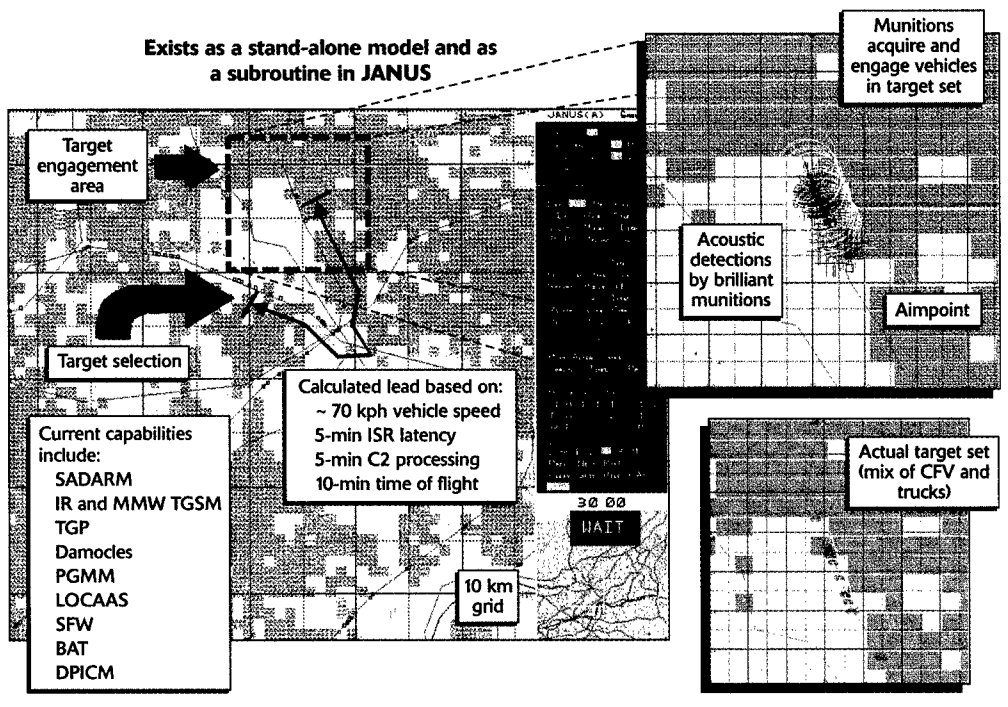 Exists as a stand-alone model and as
a subroutine in JANUS
Munitions
acquire and
engage vehicles
in target set
Target
engagement
area
JANUS(A)
Acoustic
detections
by brilliant
munitions
Aimpoint
Target selection
Calculated lead based on:
~ 70 kph vehicle speed
5-min ISR latency
5-min C2 processing
10-min time of flight
Current capabilities
include:
SADARM
IR and MMW TGSM
TGP
Damocles
PGMM
LOCAAS
SFW
BAT
DPICM
Actual target set
(mix of CFV and
trucks)
30 00
WAIT
10 km
grid